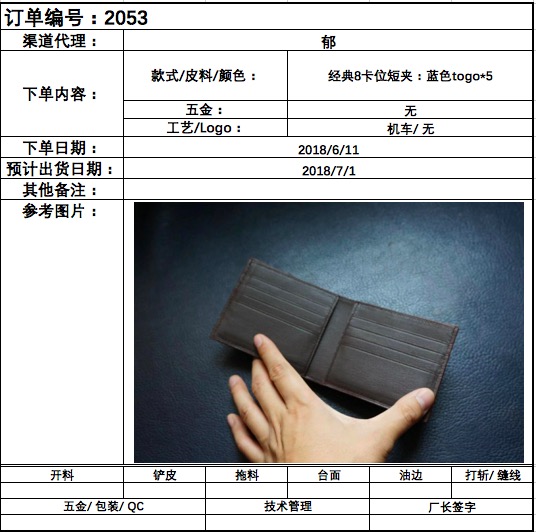 订单编号：2053
渠道代理： 郁
下单内容： 款式/皮料/颜色： 经典8卡位短夹：蓝色togo*5
五金： 无
工艺/Logo： 机车/ 无
下单日期： 2018/6/11
预计出货日期： 2018/7/1
其他备注：
参考图片：
开料 铲皮 拖料 台面 油边 打斩/ 缝线
五金/ 包装/ QC 技术管理 厂长签字